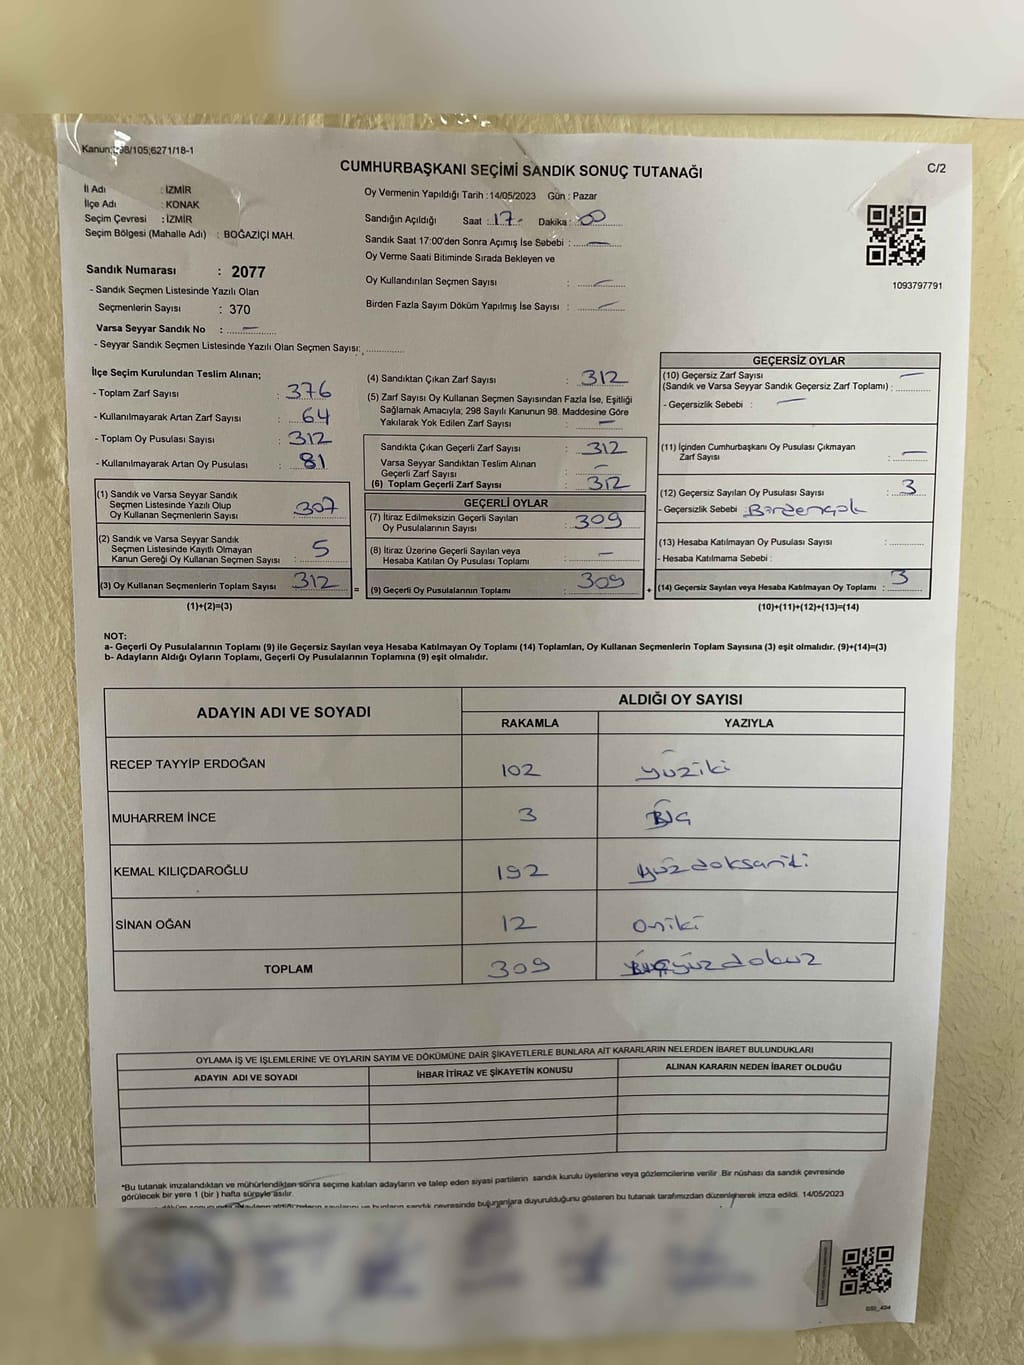 Kanun:298/105;6271/18-1
CUMHURBAŞKANI SEÇİMİ SANDIK SONUÇ TUTANAĞI
C/2
İl Adı : İZMİR
İlçe Adı : KONAK
Seçim Çevresi : İZMİR
Seçim Bölgesi (Mahalle Adı) : BOĞAZİÇİ MAH.
Oy Vermenin Yapıldığı Tarih : 14/05/2023 Gün : Pazar
Sandığın Açıldığı Saat : 17 Dakika : 00
Sandık Saat 17:00'den Sonra Açımış İse Sebebi : —
Oy Verme Saati Bitiminde Sırada Bekleyen ve
Oy Kullandırılan Seçmen Sayısı : —
Birden Fazla Sayım Döküm Yapılmış İse Sayısı : —
1093797791
Sandık Numarası : 2077
- Sandık Seçmen Listesinde Yazılı Olan
Seçmenlerin Sayısı : 370
Varsa Seyyar Sandık No : —
- Seyyar Sandık Seçmen Listesinde Yazılı Olan Seçmen Sayısı:
İlçe Seçim Kurulundan Teslim Alınan;
- Toplam Zarf Sayısı : 376
- Kullanılmayarak Artan Zarf Sayısı : 64
- Toplam Oy Pusulası Sayısı : 312
- Kullanılmayarak Artan Oy Pusulası : 81
(1) Sandık ve Varsa Seyyar Sandık
Seçmen Listesinde Yazılı Olup
Oy Kullanan Seçmenlerin Sayısı : 307
(2) Sandık ve Varsa Seyyar Sandık
Seçmen Listesinde Kayıtlı Olmayan
Kanun Gereği Oy Kullanan Seçmen Sayısı : 5
(3) Oy Kullanan Seçmenlerin Toplam Sayısı : 312
(1)+(2)=(3)
=
(4) Sandıktan Çıkan Zarf Sayısı : 312
(5) Zarf Sayısı Oy Kullanan Seçmen Sayısından Fazla İse, Eşitliği
Sağlamak Amacıyla; 298 Sayılı Kanunun 98. Maddesine Göre
Yakılarak Yok Edilen Zarf Sayısı : —
Sandıkta Çıkan Geçerli Zarf Sayısı : 312
Varsa Seyyar Sandıktan Teslim Alınan
Geçerli Zarf Sayısı : —
(6) Toplam Geçerli Zarf Sayısı : 312
GEÇERLİ OYLAR
(7) İtiraz Edilmeksizin Geçerli Sayılan
Oy Pusulalarının Sayısı : 309
(8) İtiraz Üzerine Geçerli Sayılan veya
Hesaba Katılan Oy Pusulası Toplamı : —
(9) Geçerli Oy Pusulalarının Toplamı : 309
+
GEÇERSİZ OYLAR
(10) Geçersiz Zarf Sayısı : —
(Sandık ve Varsa Seyyar Sandık Geçersiz Zarf Toplamı) :
- Geçersizlik Sebebi : —
(11) İçinden Cumhurbaşkanı Oy Pusulası Çıkmayan
Zarf Sayısı : —
(12) Geçersiz Sayılan Oy Pusulası Sayısı : 3
- Geçersizlik Sebebi :
(13) Hesaba Katılmayan Oy Pusulası Sayısı :
- Hesaba Katılmama Sebebi :
(14) Geçersiz Sayılan veya Hesaba Katılmayan Oy Toplamı : 3
(10)+(11)+(12)+(13)=(14)
NOT:
a- Geçerli Oy Pusulalarının Toplamı (9) ile Geçersiz Sayılan veya Hesaba Katılmayan Oy Toplamı (14) Toplamları, Oy Kullanan Seçmenlerin Toplam Sayısına (3) eşit olmalıdır. (9)+(14)=(3)
b- Adayların Aldığı Oyların Toplamı, Geçerli Oy Pusulalarının Toplamına (9) eşit olmalıdır.
ADAYIN ADI VE SOYADI
ALDIĞI OY SAYISI
RAKAMLA YAZIYLA
RECEP TAYYİP ERDOĞAN 102 yüziki
MUHARREM İNCE 3
KEMAL KILIÇDAROĞLU 192 yüzdoksaniki
SİNAN OĞAN 12 oniki
TOPLAM 309 üçyüzdokuz
OYLAMA İŞ VE İŞLEMLERİNE VE OYLARIN SAYIM VE DÖKÜMÜNE DAİR ŞİKAYETLERLE BUNLARA AİT KARARLARIN NELERDEN İBARET BULUNDUKLARI
ADAYIN ADI VE SOYADI İHBAR İTİRAZ VE ŞİKAYETİN KONUSU ALINAN KARARIN NEDEN İBARET OLDUĞU
*Bu tutanak imzalandıktan ve mühürlendikten sonra seçime katılan adayların ve talep eden siyasi partilerin sandık kurulu üyelerine veya gözlemcilerine verilir. Bir nüshası da sandık çevresinde
görülecek bir yere 1 (bir ) hafta süreyle asılır.
sandık çevresinde bulunanlara duyurulduğunu gösteren bu tutanak tarafımızdan düzenlenerek imza edildi. 14/05/2023